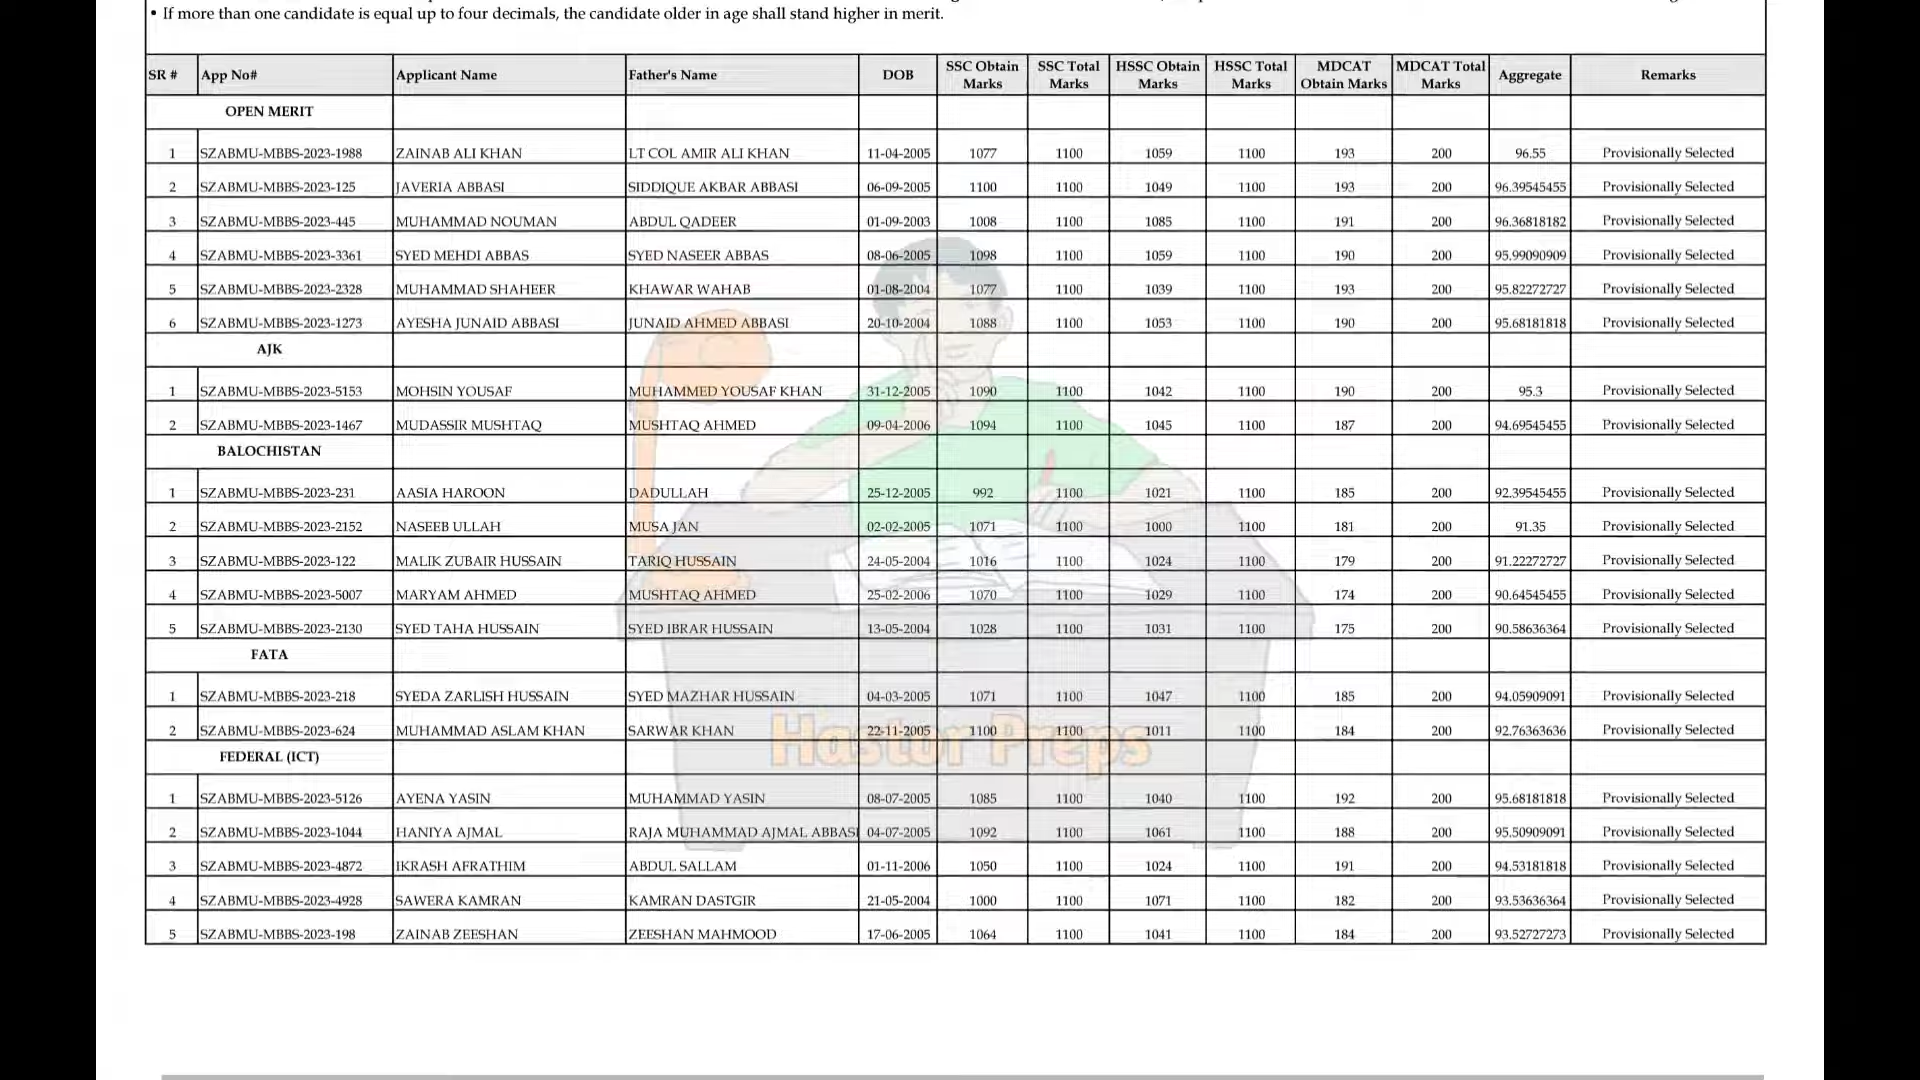 • If more than one candidate is equal up to four decimals, the candidate older in age shall stand higher in merit.
SR # App No# Applicant Name Father's Name DOB SSC Obtain Marks SSC Total Marks HSSC Obtain Marks HSSC Total Marks MDCAT Obtain Marks MDCAT Total Marks Aggregate Remarks
OPEN MERIT
1 SZABMU-MBBS-2023-1988 ZAINAB ALI KHAN LT COL AMIR ALI KHAN 11-04-2005 1077 1100 1059 1100 193 200 96.55 Provisionally Selected
2 SZABMU-MBBS-2023-125 JAVERIA ABBASI SIDDIQUE AKBAR ABBASI 06-09-2005 1100 1100 1049 1100 193 200 96.39545455 Provisionally Selected
3 SZABMU-MBBS-2023-445 MUHAMMAD NOUMAN ABDUL QADEER 01-09-2003 1008 1100 1085 1100 191 200 96.36818182 Provisionally Selected
4 SZABMU-MBBS-2023-3361 SYED MEHDI ABBAS SYED NASEER ABBAS 08-06-2005 1098 1100 1059 1100 190 200 95.99090909 Provisionally Selected
5 SZABMU-MBBS-2023-2328 MUHAMMAD SHAHEER KHAWAR WAHAB 01-08-2004 1077 1100 1039 1100 193 200 95.82272727 Provisionally Selected
6 SZABMU-MBBS-2023-1273 AYESHA JUNAID ABBASI JUNAID AHMED ABBASI 20-10-2004 1088 1100 1053 1100 190 200 95.68181818 Provisionally Selected
AJK
1 SZABMU-MBBS-2023-5153 MOHSIN YOUSAF MUHAMMED YOUSAF KHAN 31-12-2005 1090 1100 1042 1100 190 200 95.3 Provisionally Selected
2 SZABMU-MBBS-2023-1467 MUDASSIR MUSHTAQ MUSHTAQ AHMED 09-04-2006 1094 1100 1045 1100 187 200 94.69545455 Provisionally Selected
BALOCHISTAN
1 SZABMU-MBBS-2023-231 AASIA HAROON DADULLAH 25-12-2005 992 1100 1021 1100 185 200 92.39545455 Provisionally Selected
2 SZABMU-MBBS-2023-2152 NASEEB ULLAH MUSA JAN 02-02-2005 1071 1100 1000 1100 181 200 91.35 Provisionally Selected
3 SZABMU-MBBS-2023-122 MALIK ZUBAIR HUSSAIN TARIQ HUSSAIN 24-05-2004 1016 1100 1024 1100 179 200 91.22272727 Provisionally Selected
4 SZABMU-MBBS-2023-5007 MARYAM AHMED MUSHTAQ AHMED 25-02-2006 1070 1100 1029 1100 174 200 90.64545455 Provisionally Selected
5 SZABMU-MBBS-2023-2130 SYED TAHA HUSSAIN SYED IBRAR HUSSAIN 13-05-2004 1028 1100 1031 1100 175 200 90.58636364 Provisionally Selected
FATA
1 SZABMU-MBBS-2023-218 SYEDA ZARLISH HUSSAIN SYED MAZHAR HUSSAIN 04-03-2005 1071 1100 1047 1100 185 200 94.05909091 Provisionally Selected
2 SZABMU-MBBS-2023-624 MUHAMMAD ASLAM KHAN SARWAR KHAN 22-11-2005 1100 1100 1011 1100 184 200 92.76363636 Provisionally Selected
Hastor Preps
FEDERAL (ICT)
1 SZABMU-MBBS-2023-5126 AYENA YASIN MUHAMMAD YASIN 08-07-2005 1085 1100 1040 1100 192 200 95.68181818 Provisionally Selected
2 SZABMU-MBBS-2023-1044 HANIYA AJMAL RAJA MUHAMMAD AJMAL ABBASI 04-07-2005 1092 1100 1061 1100 188 200 95.50909091 Provisionally Selected
3 SZABMU-MBBS-2023-4872 IKRASH AFRATHIM ABDUL SALLAM 01-11-2006 1050 1100 1024 1100 191 200 94.53181818 Provisionally Selected
4 SZABMU-MBBS-2023-4928 SAWERA KAMRAN KAMRAN DASTGIR 21-05-2004 1000 1100 1071 1100 182 200 93.53636364 Provisionally Selected
5 SZABMU-MBBS-2023-198 ZAINAB ZEESHAN ZEESHAN MAHMOOD 17-06-2005 1064 1100 1041 1100 184 200 93.52727273 Provisionally Selected